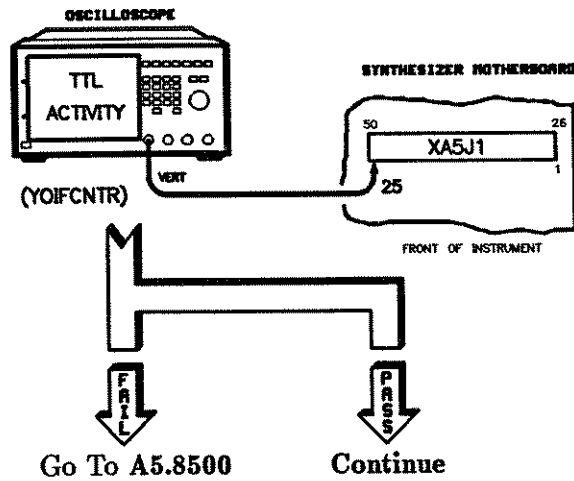 OSCILLOSCOPE
TTL
ACTIVITY
SYNTHESIZER MOTHERBOARD
50
26
XA5J1
1
VERT
25
(YOIFCNTR)
FRONT OF INSTRUMENT
FAIL
PASS
Go To A5.8500
Continue